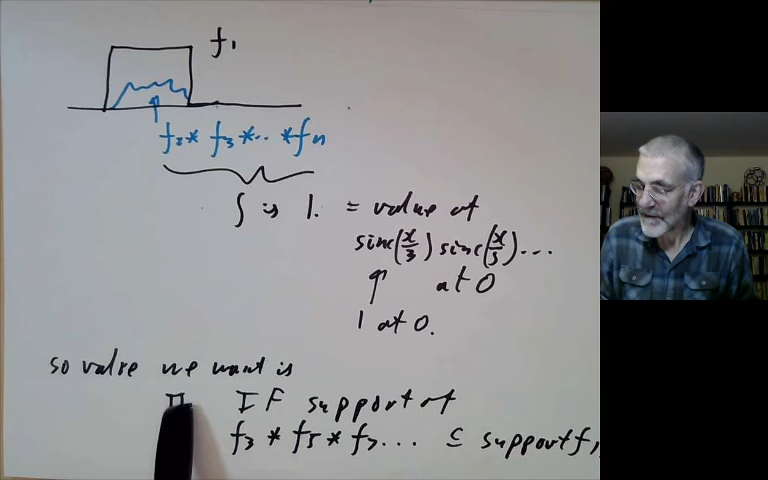 f₁
f₂ * f₃ * ... * fₙ
∫ is 1. = value at
sinc(x/3) sinc(x/5)...
↑ at 0
1 at 0.
so value we want is
π IF support of
f₃ * f₅ * f₇ ... ⊆ support f₁